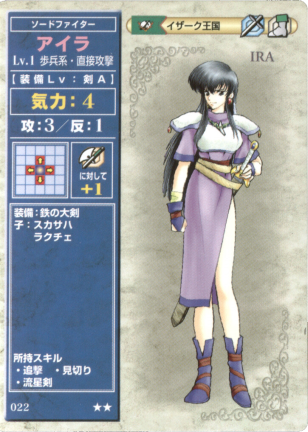 ソードファイター
アイラ
Lv.1 歩兵系・直接攻撃
[装備Lv:剣A]
気力:4
攻:3/反:1
に対して
+1
装備:鉄の大剣
子:スカサハ
ラクチェ
所持スキル
・追撃 ・見切り
・流星剣
022 ★★
イザーク王国
IRA